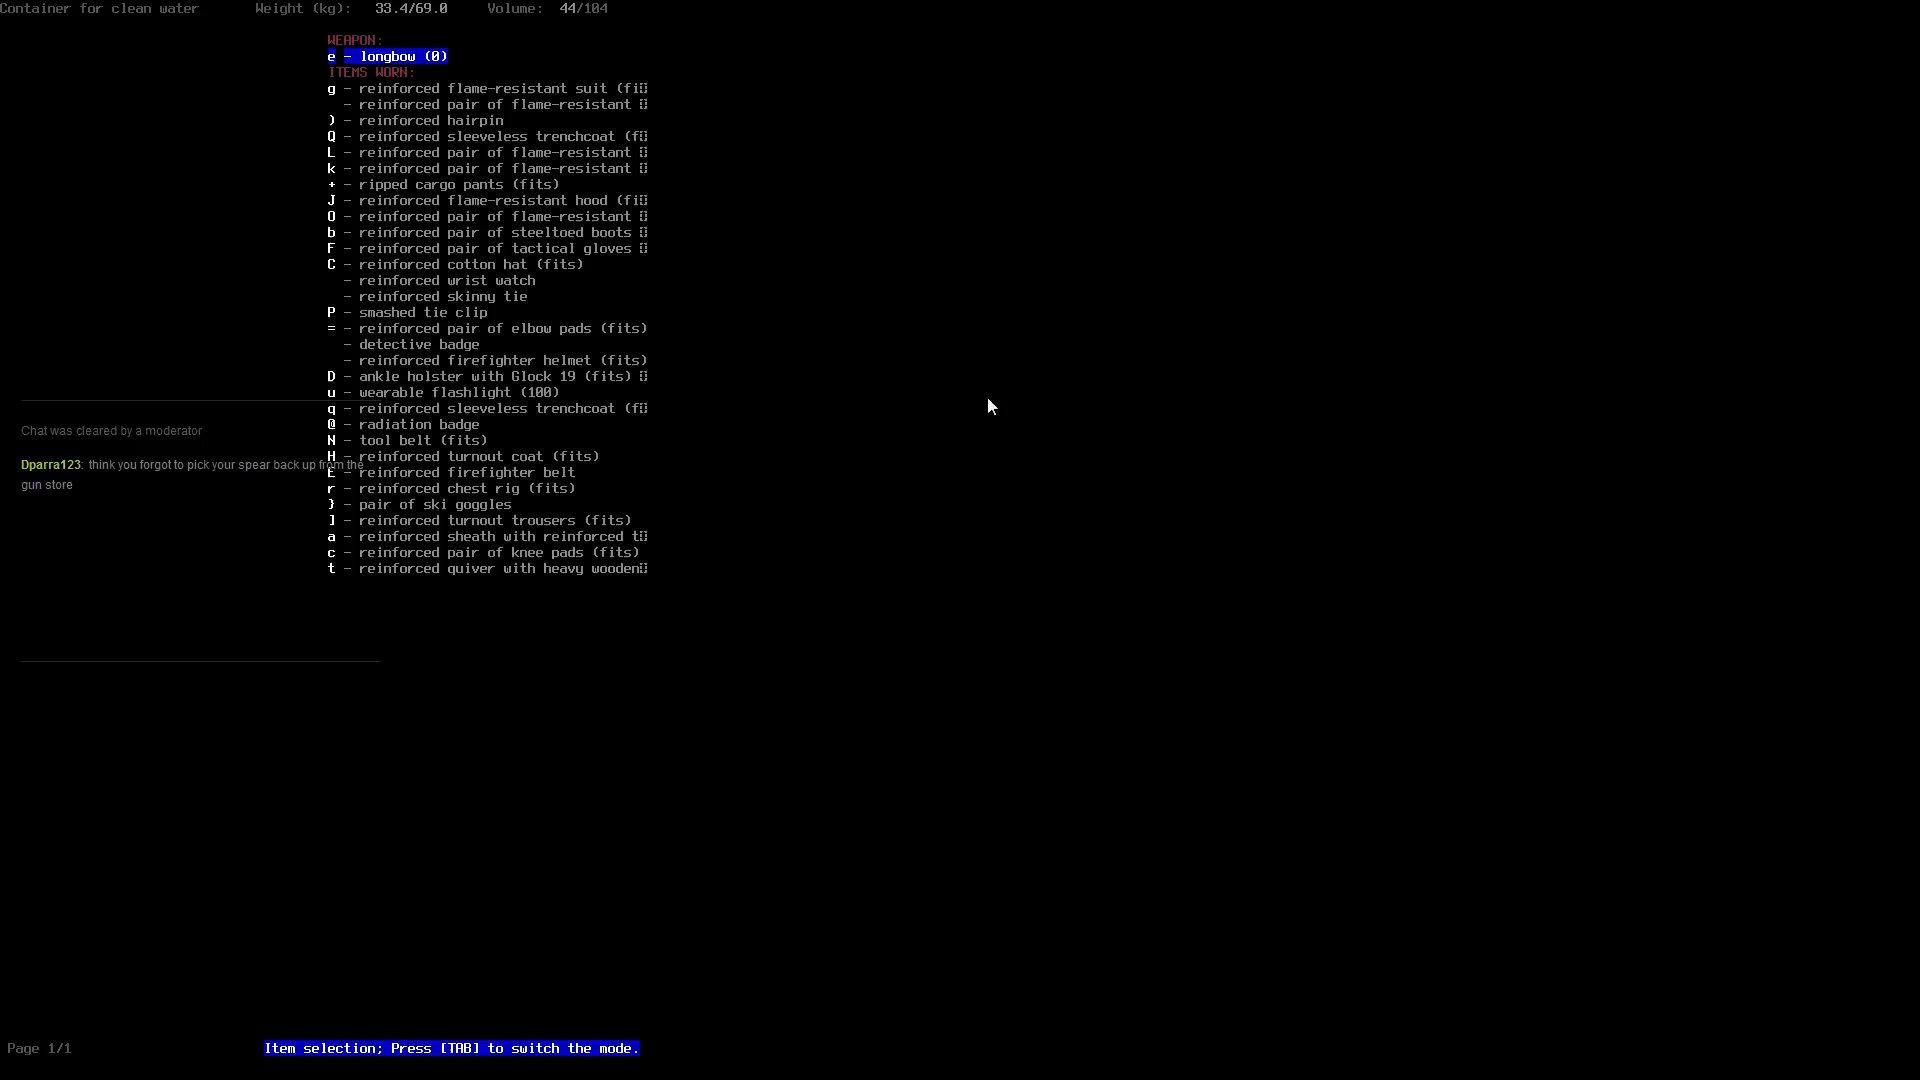 Container for clean water Weight (kg): 33.4/69.0 Volume: 44/104
WEAPON:
e - longbow (0)
ITEMS WORN:
g - reinforced flame-resistant suit (fi
- reinforced pair of flame-resistant
) - reinforced hairpin
Q - reinforced sleeveless trenchcoat (f
L - reinforced pair of flame-resistant
k - reinforced pair of flame-resistant
+ - ripped cargo pants (fits)
J - reinforced flame-resistant hood (fi
O - reinforced pair of flame-resistant
b - reinforced pair of steeltoed boots
F - reinforced pair of tactical gloves
C - reinforced cotton hat (fits)
- reinforced wrist watch
- reinforced skinny tie
P - smashed tie clip
= - reinforced pair of elbow pads (fits)
- detective badge
- reinforced firefighter helmet (fits)
D - ankle holster with Glock 19 (fits)
u - wearable flashlight (100)
q - reinforced sleeveless trenchcoat (f
@ - radiation badge
N - tool belt (fits)
H - reinforced turnout coat (fits)
E - reinforced firefighter belt
r - reinforced chest rig (fits)
} - pair of ski goggles
] - reinforced turnout trousers (fits)
a - reinforced sheath with reinforced t
c - reinforced pair of knee pads (fits)
t - reinforced quiver with heavy wooden
Chat was cleared by a moderator
Dparra123: think you forgot to pick your spear back up from the
gun store
Page 1/1 Item selection; Press [TAB] to switch the mode.